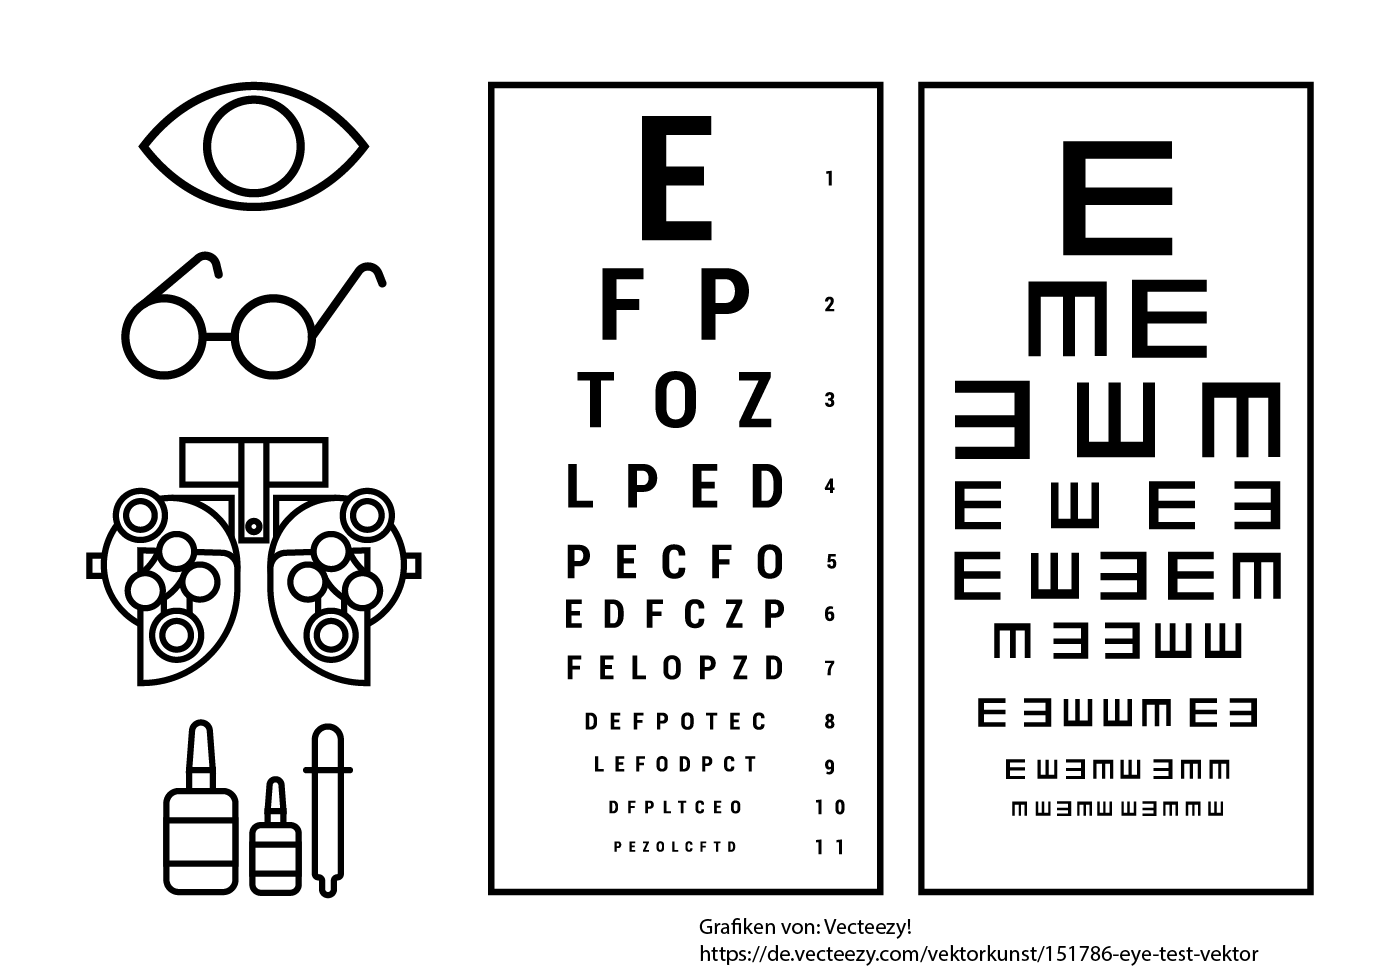 E 1
F P 2
T O Z 3
L P E D 4
P E C F O 5
E D F C Z P 6
F E L O P Z D 7
D E F P O T E C 8
L E F O D P C T 9
D F P L T C E O 10
P E Z O L C F T D 11
E
E E
E E E
E E E E
E E E E E
E E E E E
E E E E E E E
E E E E E E E E
E E E E E E E E E E
Grafiken von: Vecteezy!
https://de.vecteezy.com/vektorkunst/151786-eye-test-vektor